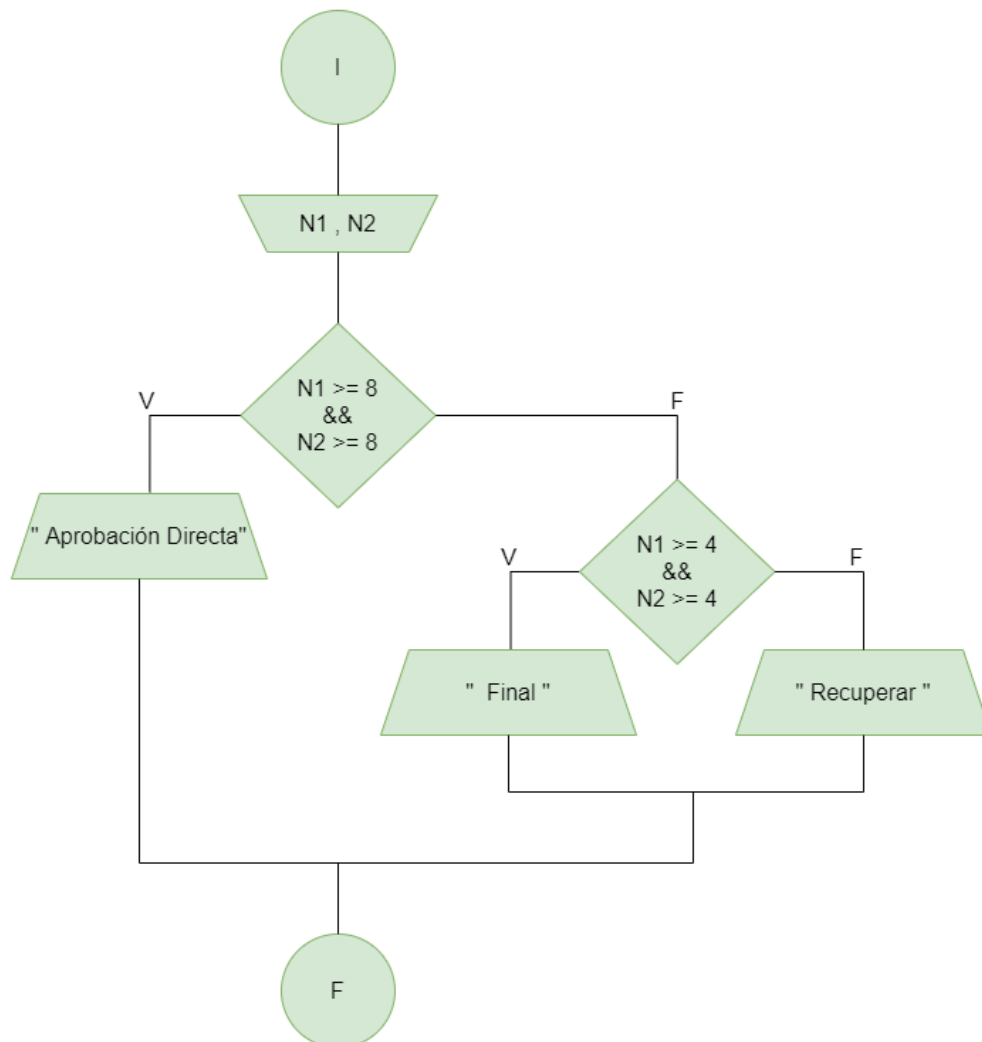 I
N1 , N2
N1 >= 8
&&
N2 >= 8
V
F
" Aprobación Directa"
N1 >= 4
&&
N2 >= 4
V
F
"  Final "
" Recuperar "
F